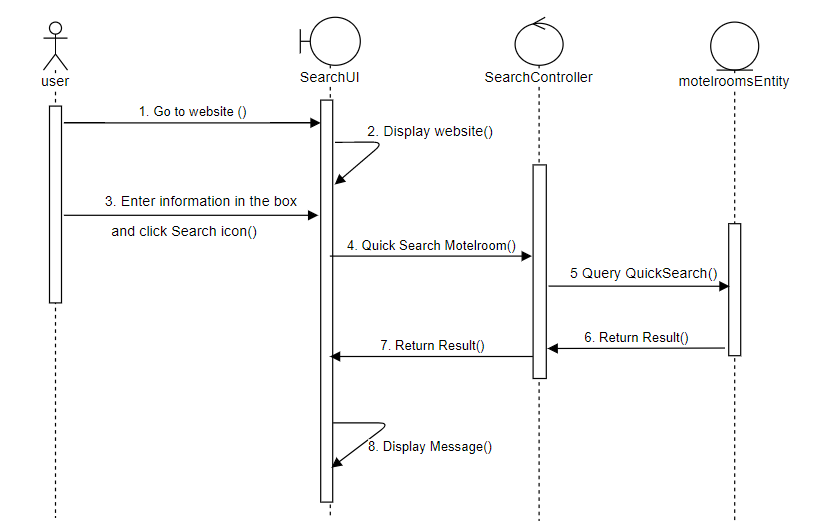 user
SearchUI
SearchController
motelroomsEntity
1. Go to website ()
2. Display website()
3. Enter information in the box
and click Search icon()
4. Quick Search Motelroom()
5 Query QuickSearch()
6. Return Result()
7. Return Result()
8. Display Message()